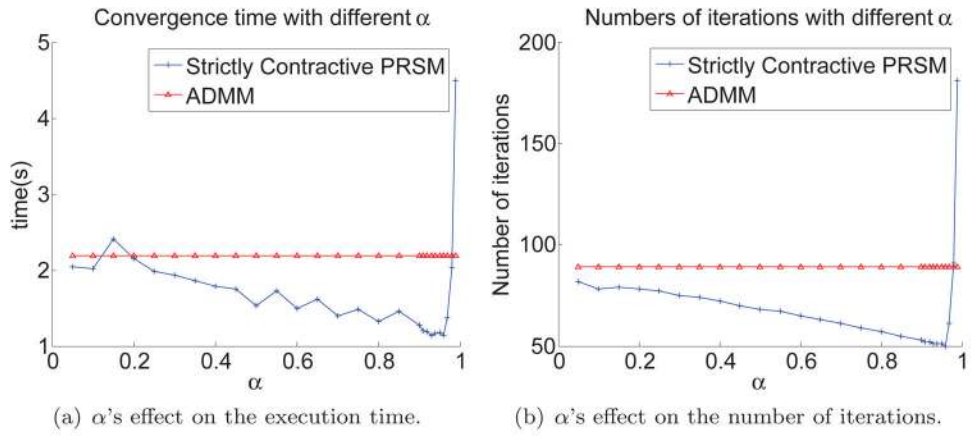 Convergence time with different α
5
4
3
2
1
time(s)
Strictly Contractive PRSM
ADMM
0
0.2
0.4
0.6
0.8
1
α
(a) α's effect on the execution time.
Numbers of iterations with different α
200
150
100
50
Number of iterations
Strictly Contractive PRSM
ADMM
0
0.2
0.4
0.6
0.8
1
α
(b) α's effect on the number of iterations.